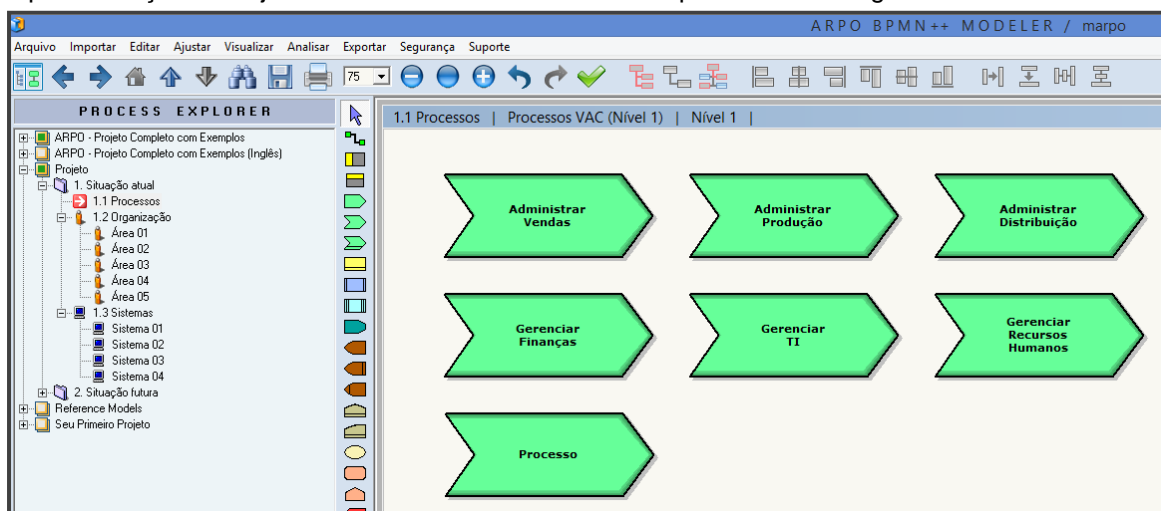 ARPO BPMN++ MODELER / marpo
Arquivo Importar Editar Ajustar Visualizar Analisar Exportar Segurança Suporte
75
PROCESS EXPLORER
ARPO - Projeto Completo com Exemplos
ARPO - Projeto Completo com Exemplos (Inglês)
Projeto
1. Situação atual
1.1 Processos
1.2 Organização
Área 01
Área 02
Área 03
Área 04
Área 05
1.3 Sistemas
Sistema 01
Sistema 02
Sistema 03
Sistema 04
2. Situação futura
Reference Models
Seu Primeiro Projeto
1.1 Processos | Processos VAC (Nível 1) | Nível 1 |
Administrar
Vendas
Administrar
Produção
Administrar
Distribuição
Gerenciar
Finanças
Gerenciar
TI
Gerenciar
Recursos
Humanos
Processo